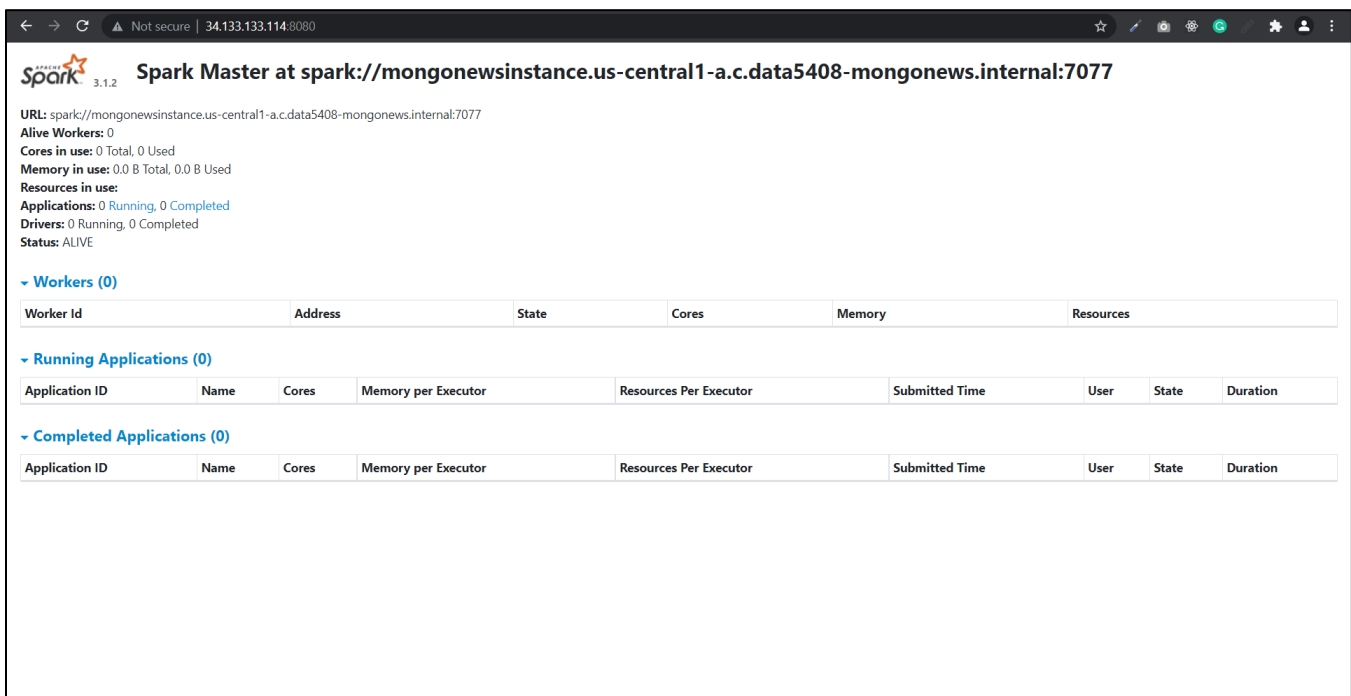 Not secure | 34.133.133.114:8080
APACHE
Spark 3.1.2 Spark Master at spark://mongonewsinstance.us-central1-a.c.data5408-mongonews.internal:7077
URL: spark://mongonewsinstance.us-central1-a.c.data5408-mongonews.internal:7077
Alive Workers: 0
Cores in use: 0 Total, 0 Used
Memory in use: 0.0 B Total, 0.0 B Used
Resources in use:
Applications: 0 Running, 0 Completed
Drivers: 0 Running, 0 Completed
Status: ALIVE
Workers (0)
Worker Id Address State Cores Memory Resources
Running Applications (0)
Application ID Name Cores Memory per Executor Resources Per Executor Submitted Time User State Duration
Completed Applications (0)
Application ID Name Cores Memory per Executor Resources Per Executor Submitted Time User State Duration